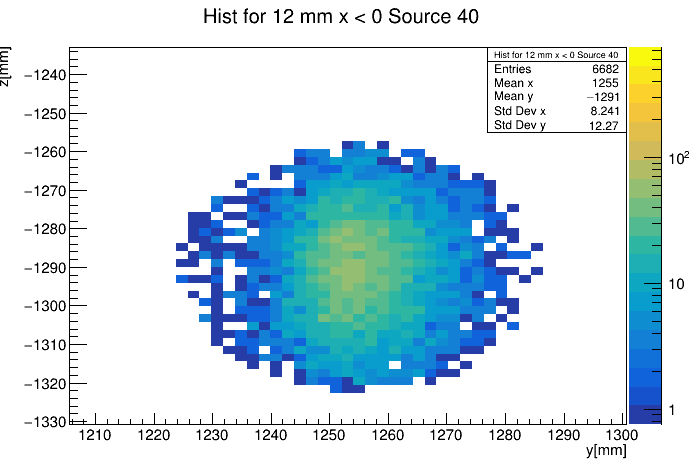 Hist for 12 mm x < 0 Source 40
z[mm]
Hist for 12 mm x < 0 Source 40
Entries 6682
Mean x 1255
Mean y −1291
Std Dev x 8.241
Std Dev y 12.27
−1240
−1250
−1260
−1270
−1280
−1290
−1300
−1310
−1320
−1330
1210 1220 1230 1240 1250 1260 1270 1280 1290 1300
y[mm]
10²
10
1